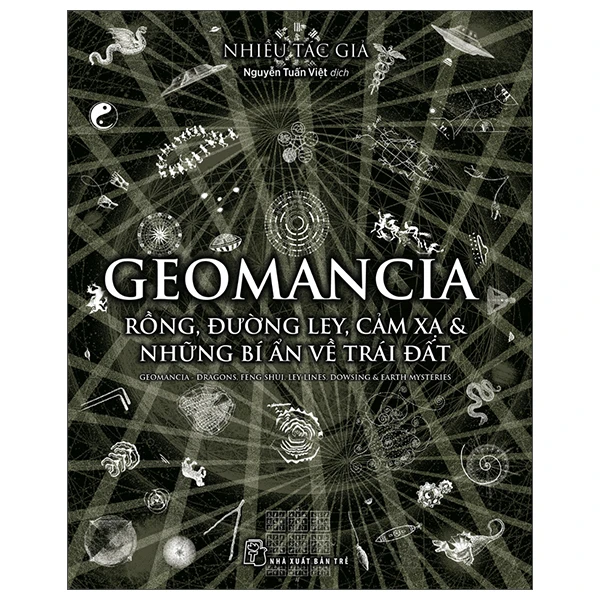 NHIỀU TÁC GIẢ
Nguyễn Tuấn Việt dịch
GEOMANCIA
RỒNG, ĐƯỜNG LEY, CẢM XẠ &
NHỮNG BÍ ẨN VỀ TRÁI ĐẤT
GEOMANCIA - DRAGONS, FENG SHUI, LEY LINES, DOWSING & EARTH MYSTERIES
NHÀ XUẤT BẢN TRẺ